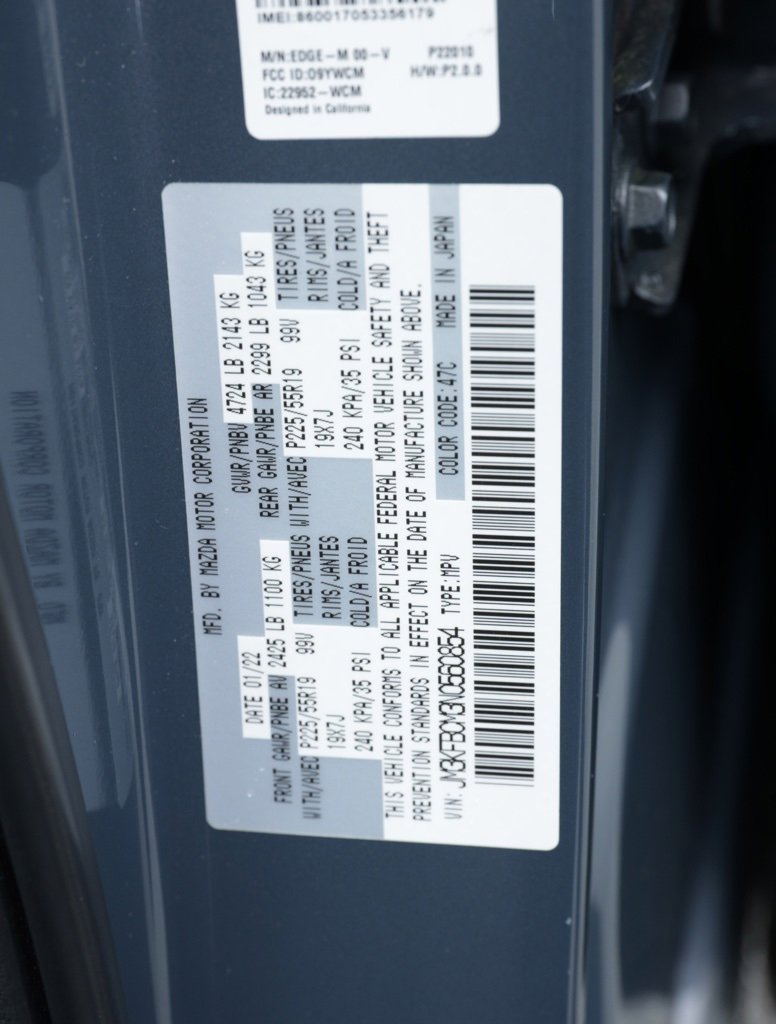 IMEI:860017053356179
M/N:EDGE-M 00-V P22010
FCC ID:O9YWCM H/W:P2.0.0
IC:22952-WCM
Designed in California
MFD. BY MAZDA MOTOR CORPORATION
DATE 01/22 GVWR/PNBV 4724 LB 2143 KG
FRONT GAWR/PNBE AV 2425 LB 1100 KG REAR GAWR/PNBE AR 2299 LB 1043 KG
WITH/AVEC P225/55R19 99V TIRES/PNEUS WITH/AVEC P225/55R19 99V TIRES/PNEUS
19X7J RIMS/JANTES 19X7J RIMS/JANTES
240 KPA/35 PSI COLD/A FROID 240 KPA/35 PSI COLD/A FROID
THIS VEHICLE CONFORMS TO ALL APPLICABLE FEDERAL MOTOR VEHICLE SAFETY AND THEFT
PREVENTION STANDARDS IN EFFECT ON THE DATE OF MANUFACTURE SHOWN ABOVE.
VIN: JM3KFBCM3N0560854 TYPE:MPV COLOR CODE:47C MADE IN JAPAN